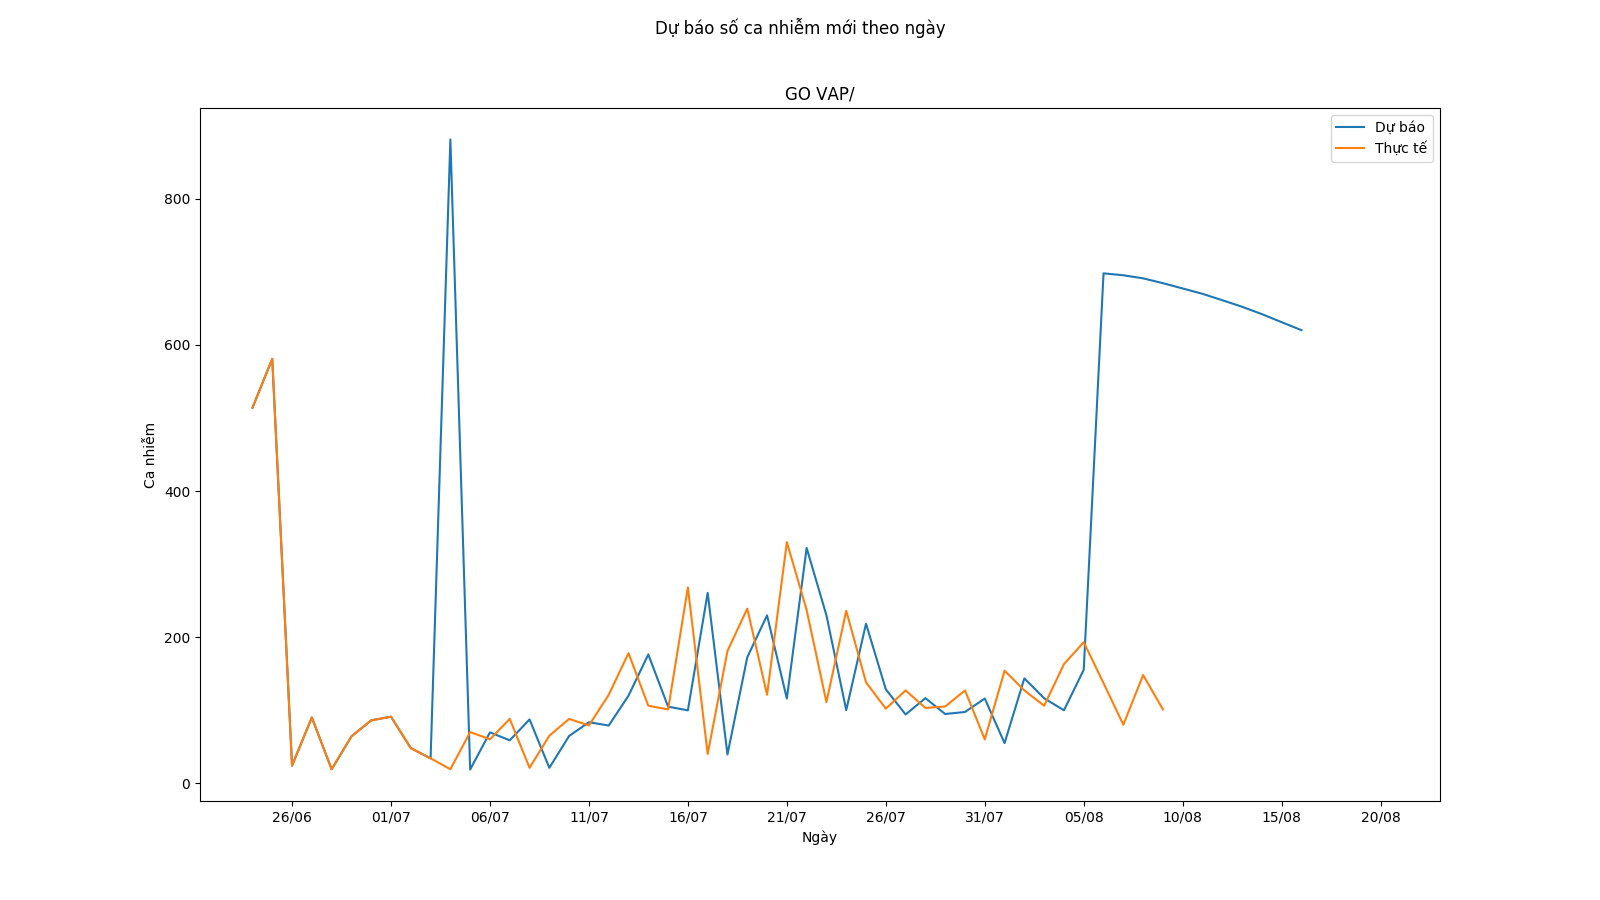 Dự báo số ca nhiễm mới theo ngày
GO VAP/
Dự báo
Thực tế
800
600
400
200
0
Ca nhiễm
26/06 01/07 06/07 11/07 16/07 21/07 26/07 31/07 05/08 10/08 15/08 20/08
Ngày